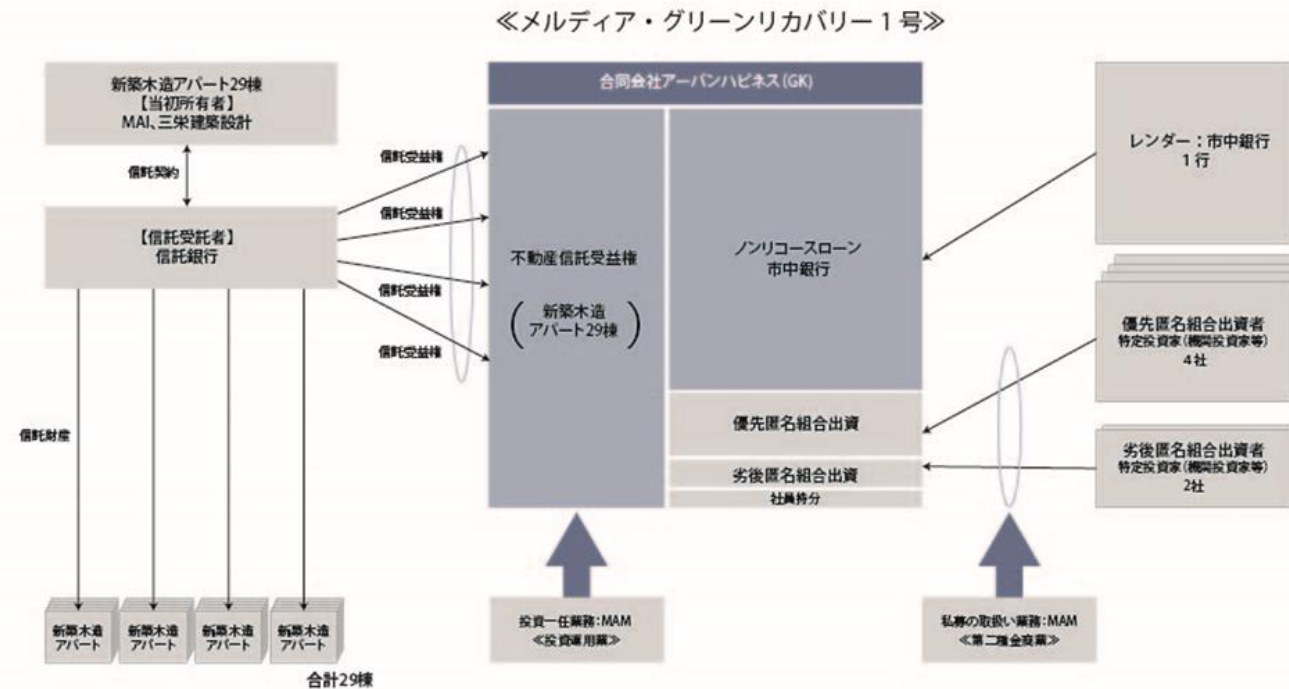 ≪メルディア・グリーンリカバリー1号≫
新築木造アパート29棟
【当初所有者】
MAI、三栄建築設計
信託契約
【信託受託者】
信託銀行
信託財産
新築木造
アパート
新築木造
アパート
新築木造
アパート
新築木造
アパート
合計29棟
信託受益権
信託受益権
信託受益権
信託受益権
合同会社アーバンハピネス(GK)
不動産信託受益権
(新築木造
アパート29棟)
ノンリコースローン
市中銀行
優先匿名組合出資
劣後匿名組合出資
社員持分
投資一任業務:MAM
≪投資運用業≫
レンダー：市中銀行
1行
優先匿名組合出資者
特定投資家(機関投資家等)
4社
劣後匿名組合出資者
特定投資家(機関投資家等)
2社
私募の取扱い業務:MAM
≪第二種金商業≫